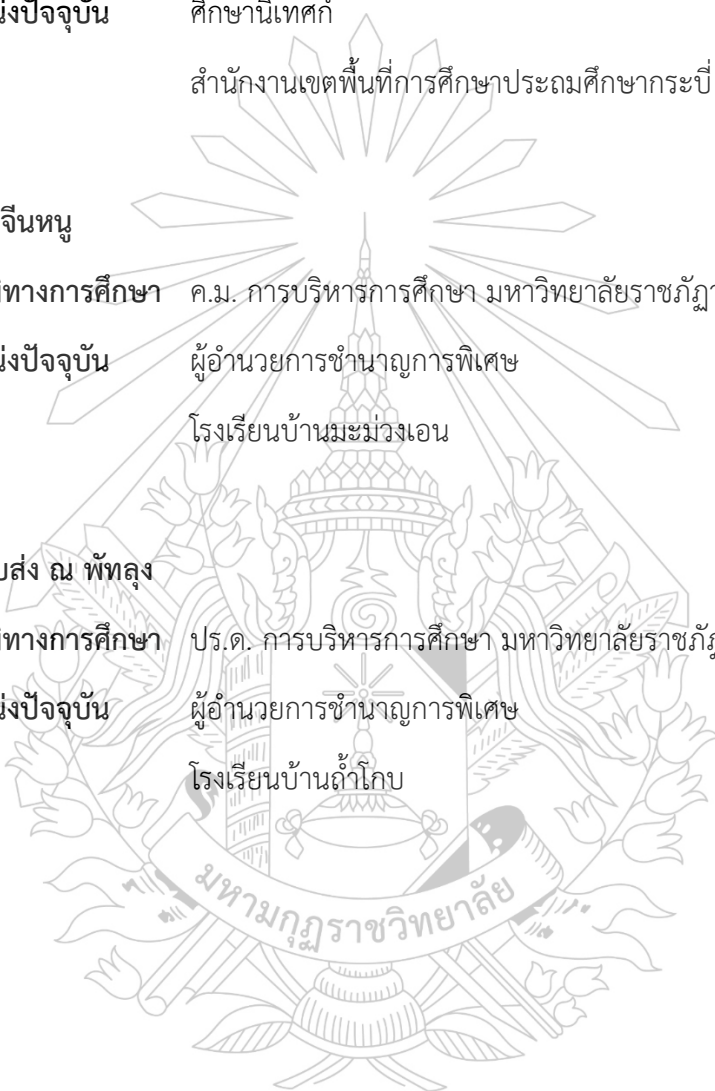 น่งปัจจุบัน ศึกษานิเทศก์
สำนักงานเขตพื้นที่การศึกษาประถมศึกษากระบี่
จีนหนู
ทางการศึกษา ค.ม. การบริหารการศึกษา มหาวิทยาลัยราชภัฏ
น่งปัจจุบัน ผู้อำนวยการชำนาญการพิเศษ
โรงเรียนบ้านมะม่วงเอน
บส่ง ณ พัทลุง
ทางการศึกษา ปร.ด. การบริหารการศึกษา มหาวิทยาลัยราชภัฏ
น่งปัจจุบัน ผู้อำนวยการชำนาญการพิเศษ
โรงเรียนบ้านถ้ำโกบ
มหามกุฏราชวิทยาลัย